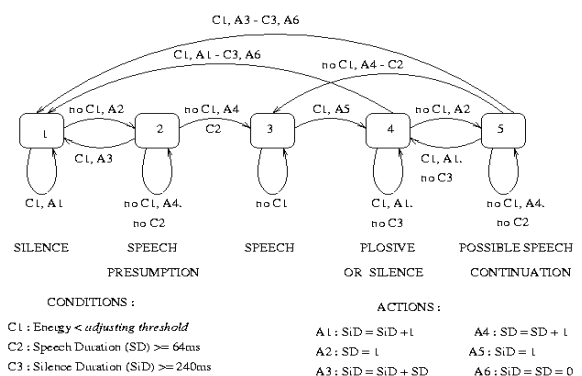 C1, A3 - C3, A6
C1, A1 - C3, A6
no C1, A4 - C2
no C1, A2
no C1, A4
C2
C1, A5
no C1, A2
1
2
3
4
5
C1, A3
C1, A1.
no C3
C1, A1
no C1, A4.
no C2
no C1
C1, A1.
no C3
no C1, A4.
no C2
SILENCE
SPEECH
PRESUMPTION
SPEECH
PLOSIVE
OR SILENCE
POSSIBLE SPEECH
CONTINUATION
CONDITIONS :
C1 : Energy < adjusting threshold
C2 : Speech Duration (SD) >= 64ms
C3 : Silence Duration (SiD) >= 240ms
ACTIONS :
A1: SiD = SiD + 1
A2: SD = 1
A3: SiD = SiD + SD
A4: SD = SD + 1
A5: SiD = 1
A6: SiD = SD = 0